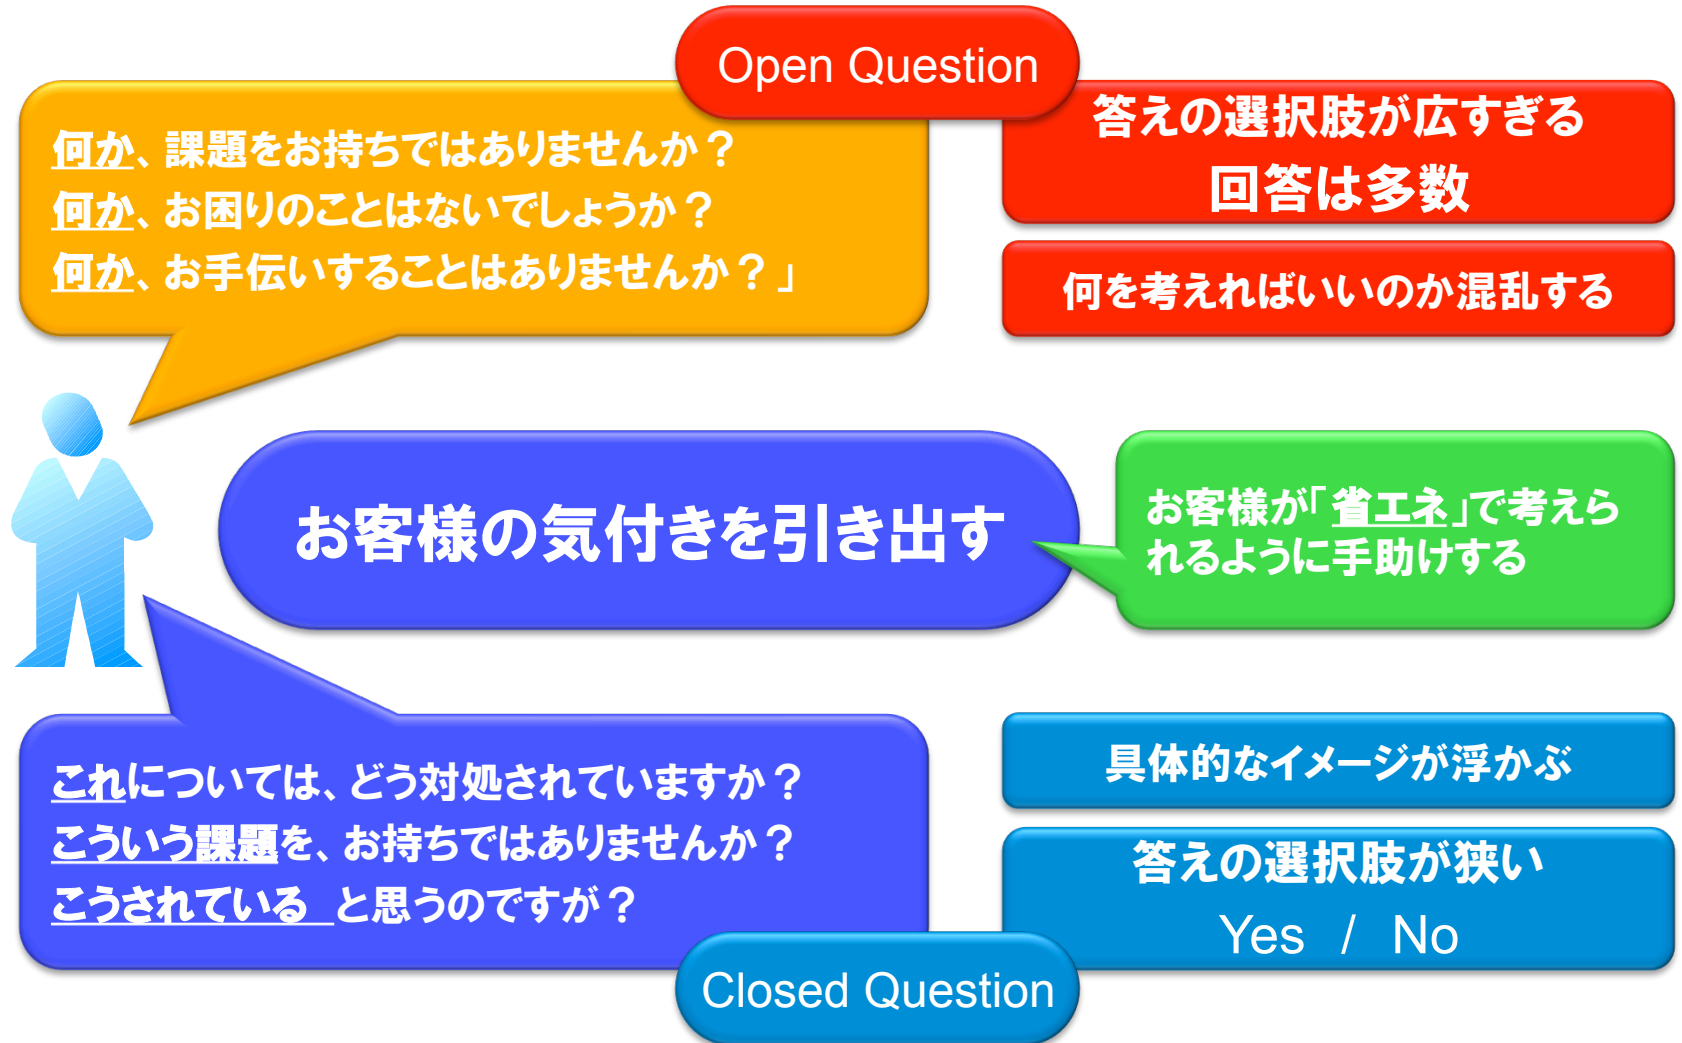 Open Question
何か、課題をお持ちではありませんか？
何か、お困りのことはないでしょうか？
何か、お手伝いすることはありませんか？」
答えの選択肢が広すぎる
回答は多数
何を考えればいいのか混乱する
お客様の気付きを引き出す
お客様が「省エネ」で考えら
れるように手助けする
これについては、どう対処されていますか？
こういう課題を、お持ちではありませんか？
こうされている と思うのですが？
具体的なイメージが浮かぶ
答えの選択肢が狭い
Yes / No
Closed Question